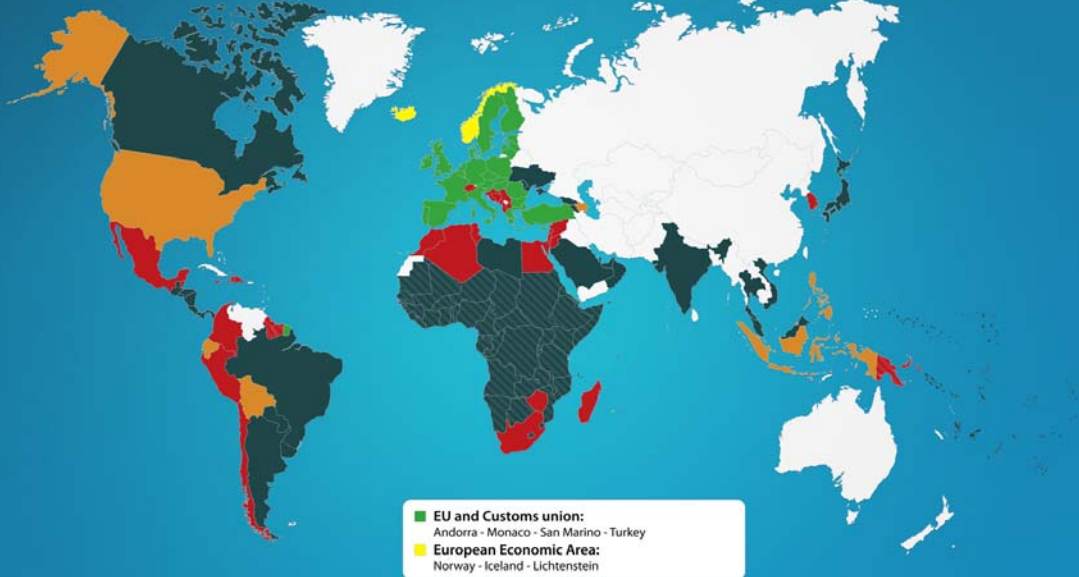 EU and Customs union:
Andorra - Monaco - San Marino - Turkey
European Economic Area:
Norway - Iceland - Lichtenstein